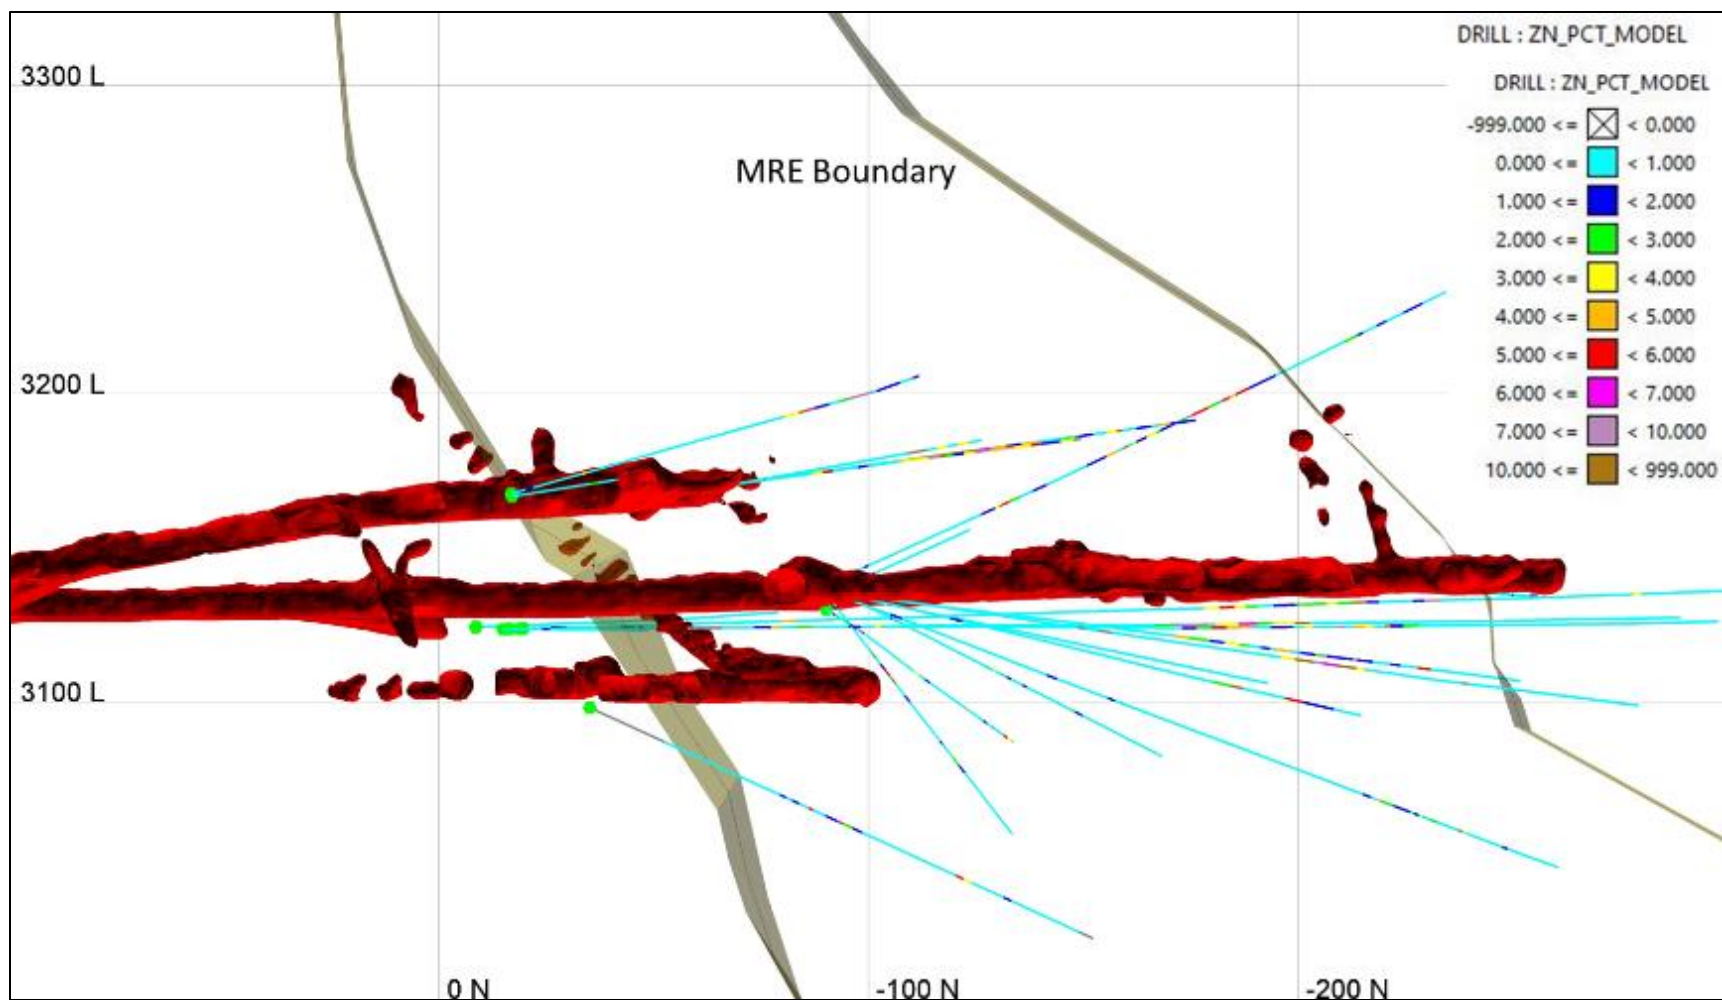 DRILL : ZN_PCT_MODEL
DRILL : ZN_PCT_MODEL
-999.000 <= < 0.000
0.000 <= < 1.000
1.000 <= < 2.000
2.000 <= < 3.000
3.000 <= < 4.000
4.000 <= < 5.000
5.000 <= < 6.000
6.000 <= < 7.000
7.000 <= < 10.000
10.000 <= < 999.000
3300 L
MRE Boundary
3200 L
3100 L
0 N -100 N -200 N